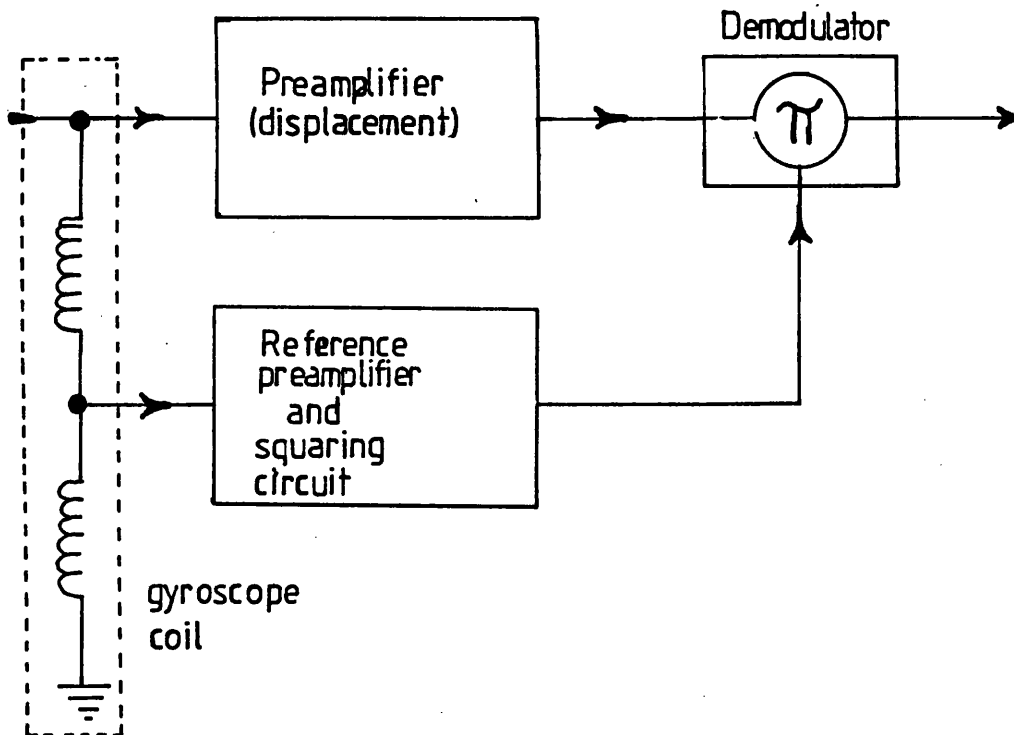 Demodulator
Preamplifier
(displacement)
π
Reference
preamplifier
and
squaring
circuit
gyroscope
coil